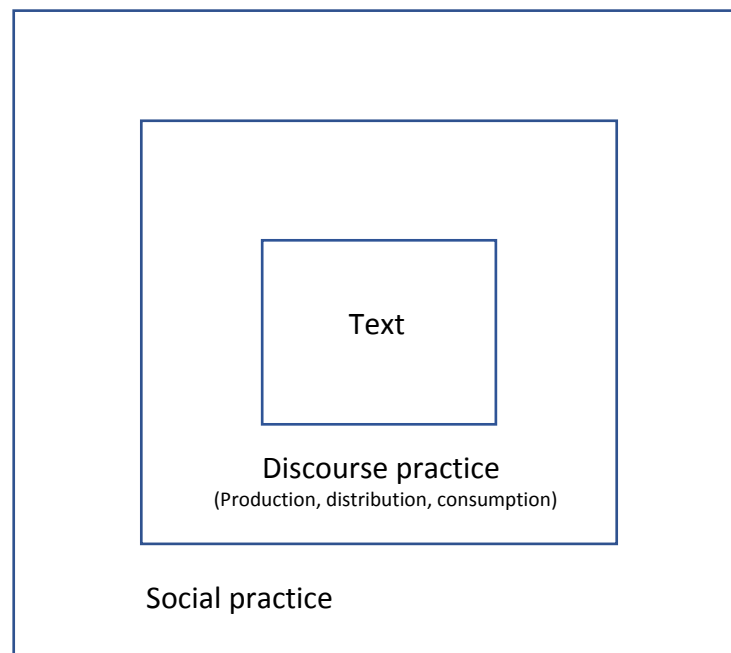 Text
Discourse practice
(Production, distribution, consumption)
Social practice